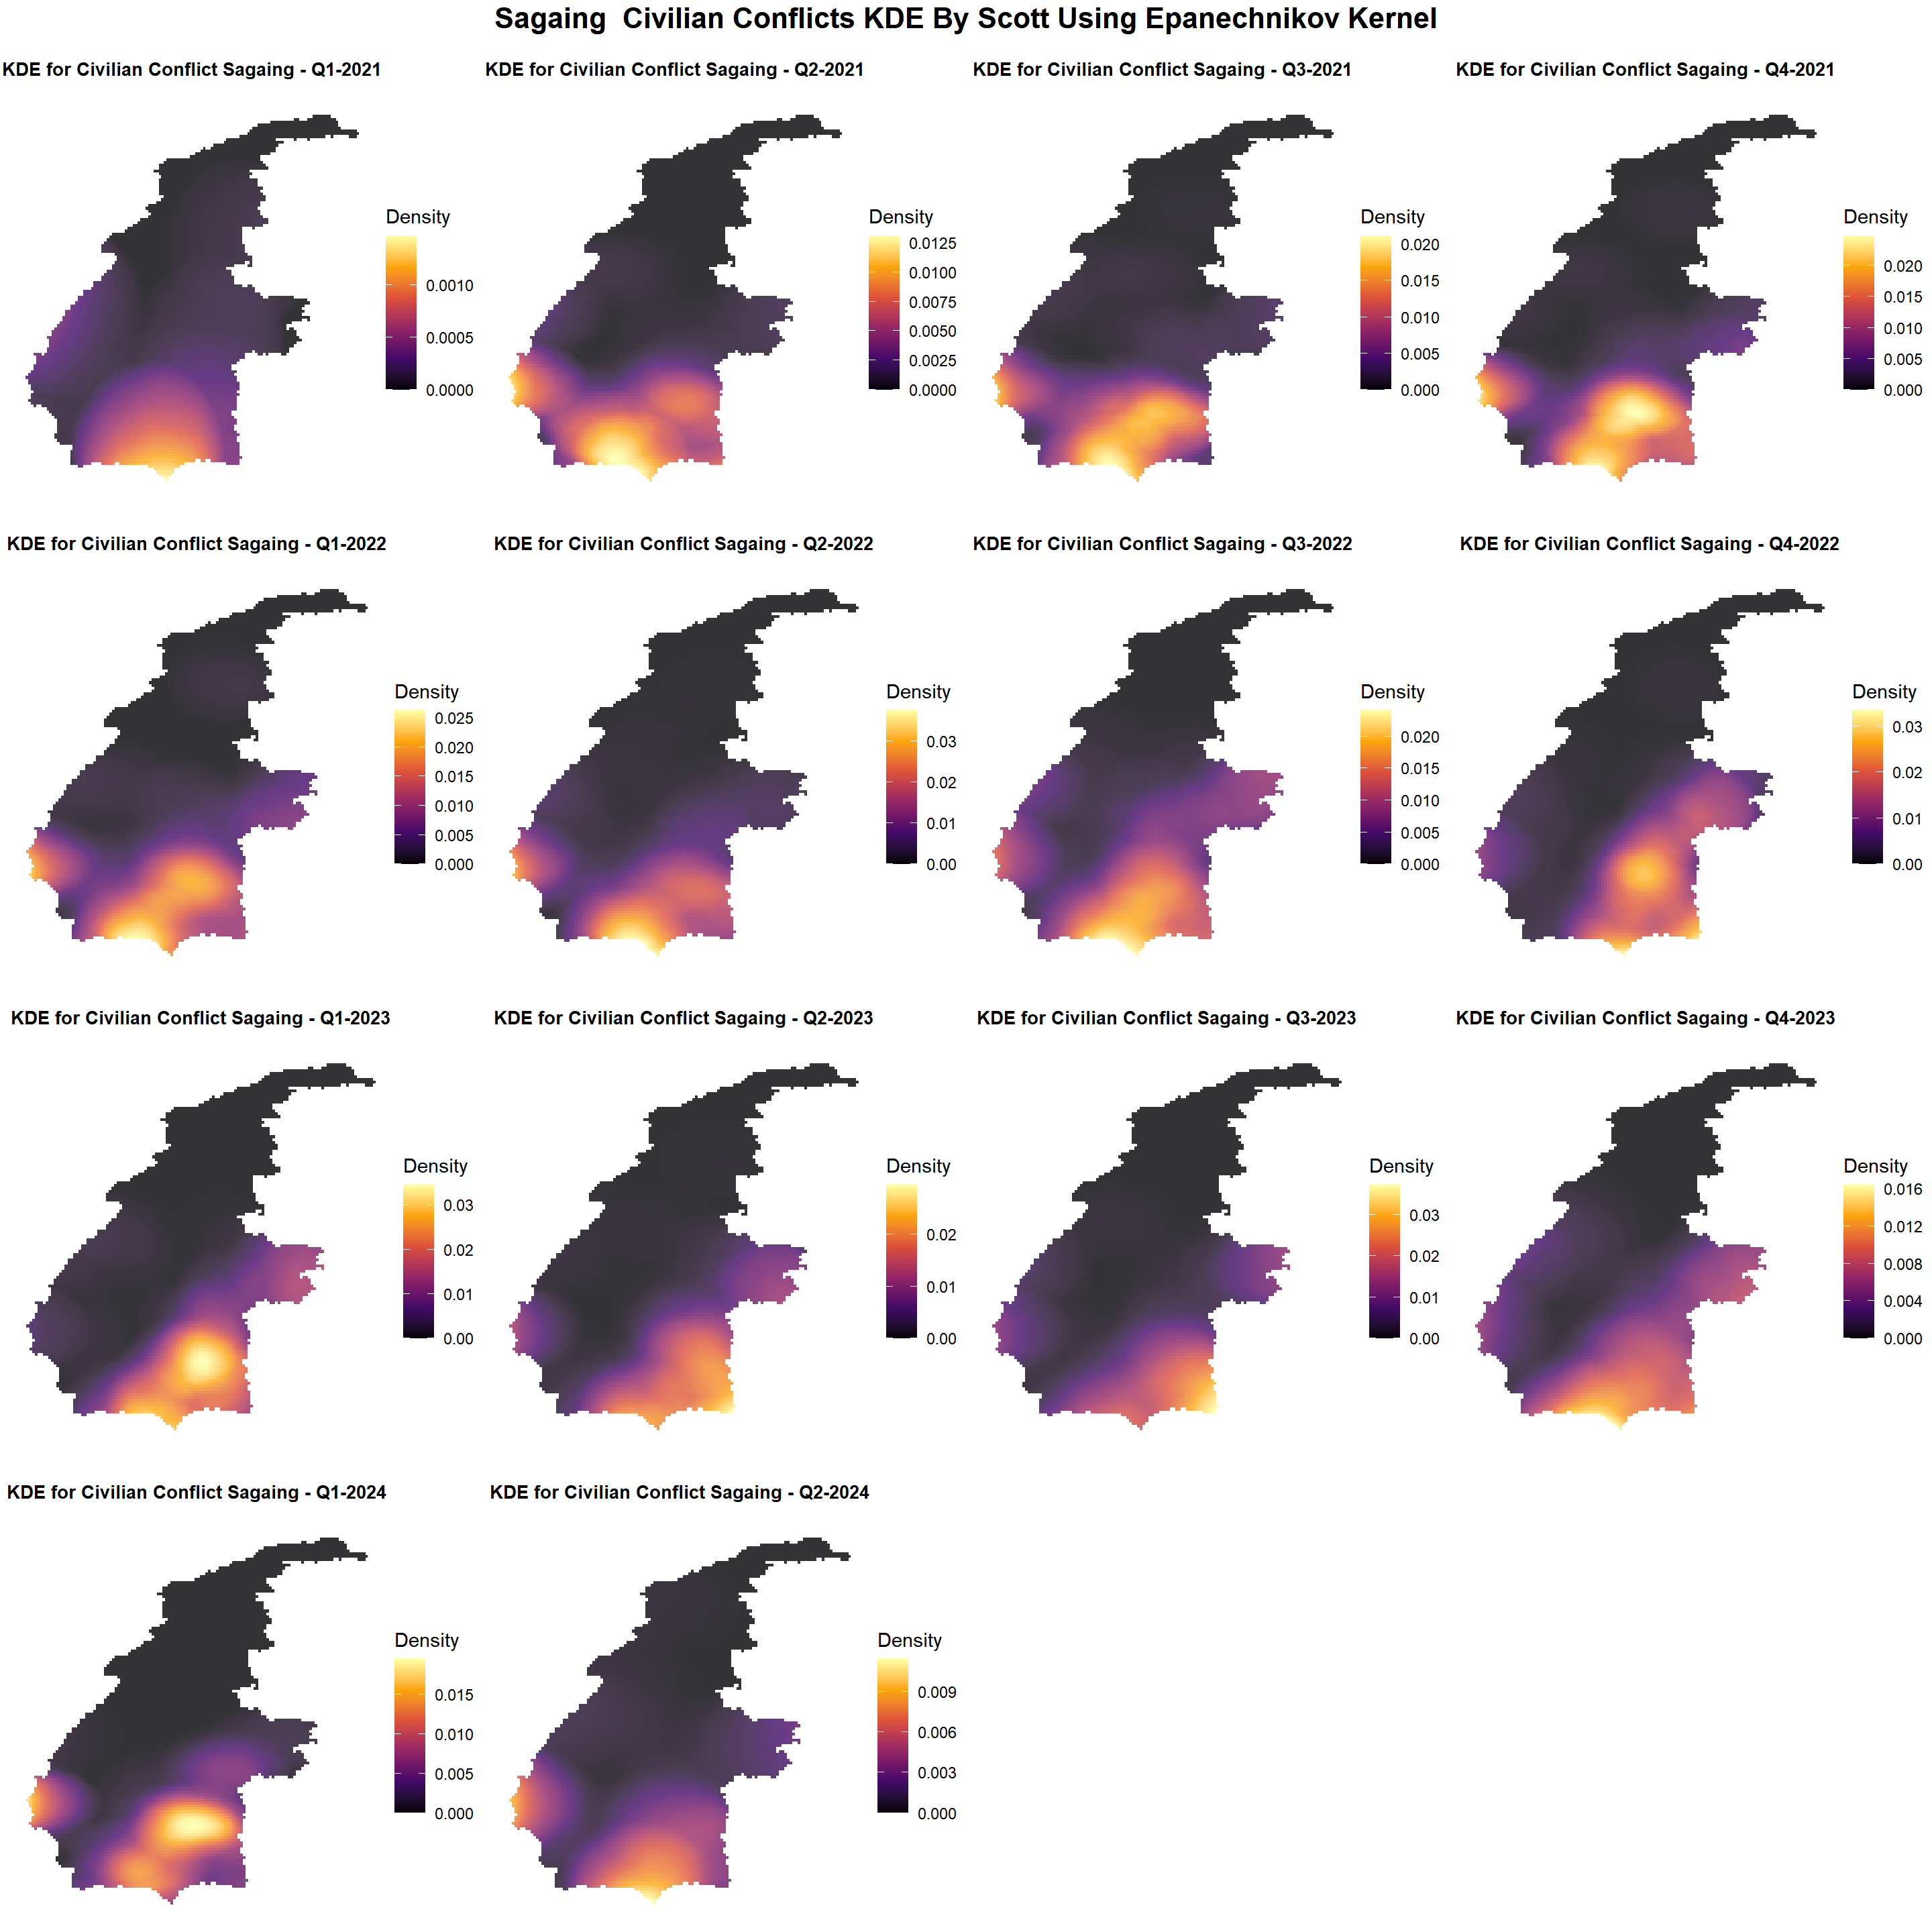 Sagaing  Civilian Conflicts KDE By Scott Using Epanechnikov Kernel
KDE for Civilian Conflict Sagaing - Q1-2021
Density
0.0010
0.0005
0.0000
KDE for Civilian Conflict Sagaing - Q2-2021
Density
0.0125
0.0100
0.0075
0.0050
0.0025
0.0000
KDE for Civilian Conflict Sagaing - Q3-2021
Density
0.020
0.015
0.010
0.005
0.000
KDE for Civilian Conflict Sagaing - Q4-2021
Density
0.020
0.015
0.010
0.005
0.000
KDE for Civilian Conflict Sagaing - Q1-2022
Density
0.025
0.020
0.015
0.010
0.005
0.000
KDE for Civilian Conflict Sagaing - Q2-2022
Density
0.03
0.02
0.01
0.00
KDE for Civilian Conflict Sagaing - Q3-2022
Density
0.020
0.015
0.010
0.005
0.000
KDE for Civilian Conflict Sagaing - Q4-2022
Density
0.03
0.02
0.01
0.00
KDE for Civilian Conflict Sagaing - Q1-2023
Density
0.03
0.02
0.01
0.00
KDE for Civilian Conflict Sagaing - Q2-2023
Density
0.02
0.01
0.00
KDE for Civilian Conflict Sagaing - Q3-2023
Density
0.03
0.02
0.01
0.00
KDE for Civilian Conflict Sagaing - Q4-2023
Density
0.016
0.012
0.008
0.004
0.000
KDE for Civilian Conflict Sagaing - Q1-2024
Density
0.015
0.010
0.005
0.000
KDE for Civilian Conflict Sagaing - Q2-2024
Density
0.009
0.006
0.003
0.000